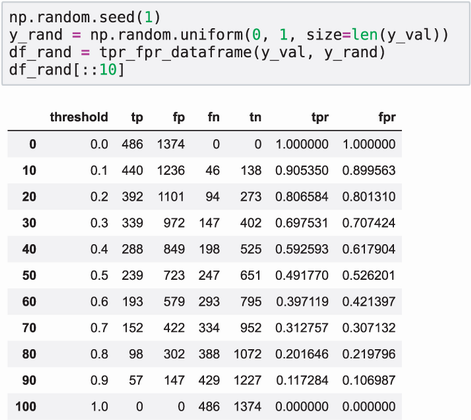 np.random.seed(1)
y_rand = np.random.uniform(0, 1, size=len(y_val))
df_rand = tpr_fpr_dataframe(y_val, y_rand)
df_rand[::10]
threshold tp fp fn tn tpr fpr
0 0.0 486 1374 0 0 1.000000 1.000000
10 0.1 440 1236 46 138 0.905350 0.899563
20 0.2 392 1101 94 273 0.806584 0.801310
30 0.3 339 972 147 402 0.697531 0.707424
40 0.4 288 849 198 525 0.592593 0.617904
50 0.5 239 723 247 651 0.491770 0.526201
60 0.6 193 579 293 795 0.397119 0.421397
70 0.7 152 422 334 952 0.312757 0.307132
80 0.8 98 302 388 1072 0.201646 0.219796
90 0.9 57 147 429 1227 0.117284 0.106987
100 1.0 0 0 486 1374 0.000000 0.000000